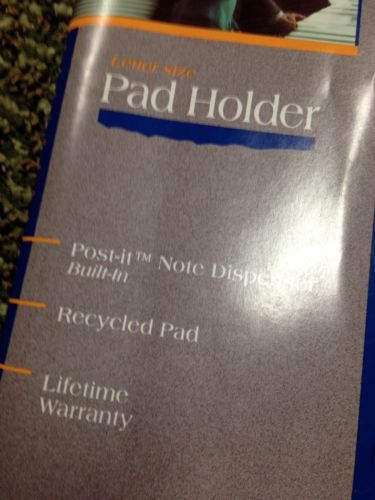 Letter size
Pad Holder
Post-it™ Note Dispenser
Built-In
Recycled Pad
Lifetime
Warranty